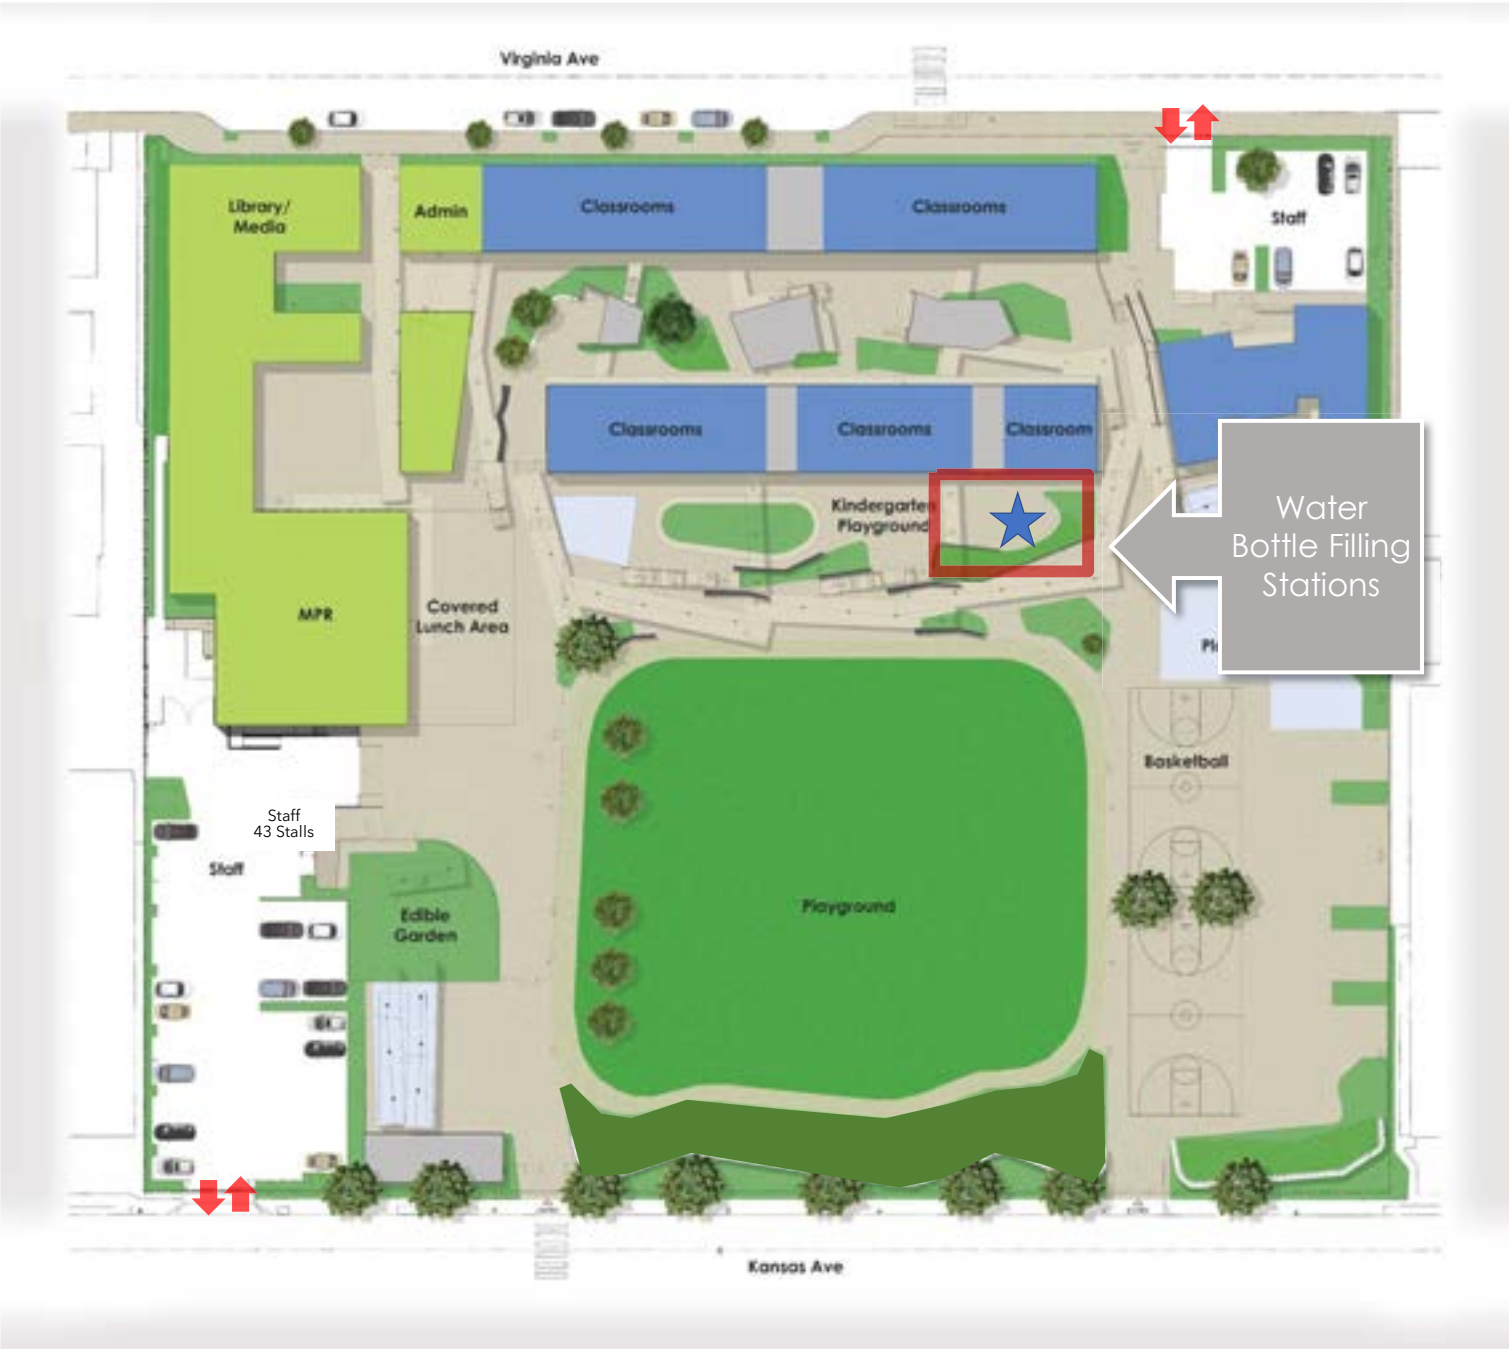 Virginia Ave
Library/
Media
Admin
Classrooms
Classrooms
Staff
Classrooms
Classrooms
Classroom
Kindergarten
Playground
Water
Bottle Filling
Stations
MPR
Covered
Lunch Area
Basketball
Staff
43 Stalls
Staff
Edible
Garden
Playground
Kansas Ave